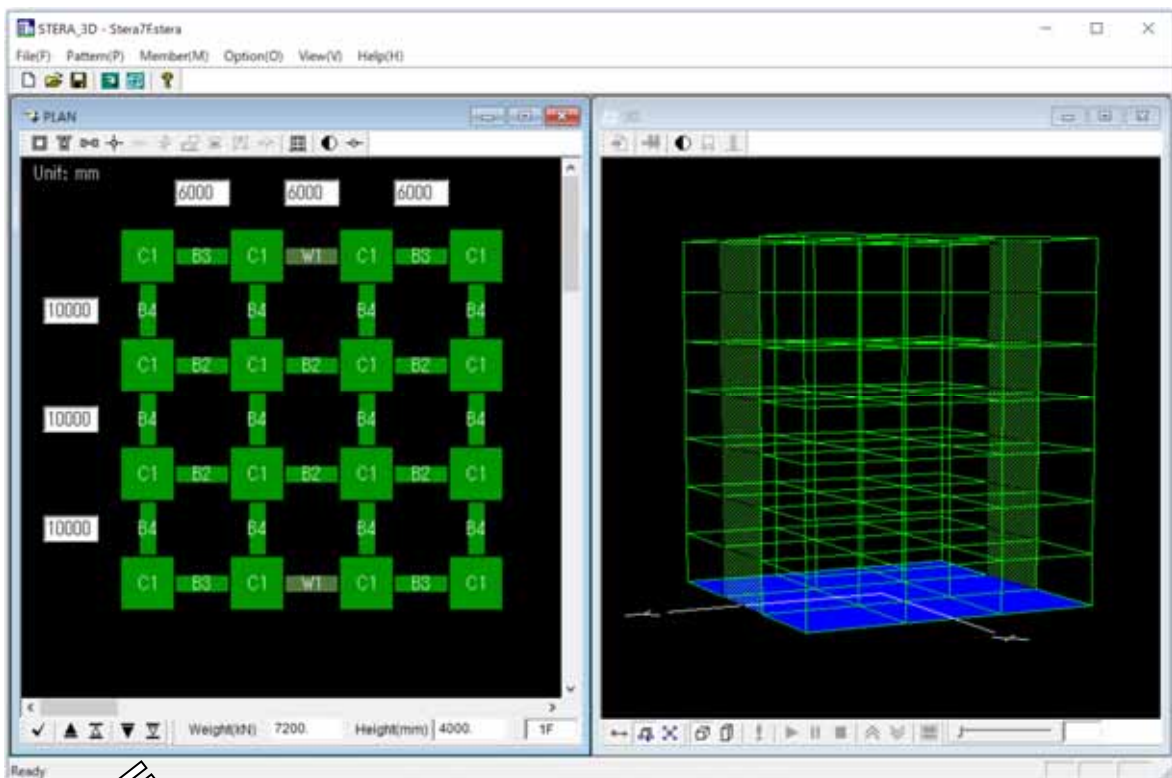 STERA_3D - Stera7Festera
File(F) Pattern(P) Member(M) Option(O) View(V) Help(H)
PLAN
Unit: mm
6000 6000 6000
C1 B3 C1 W1 C1 B3 C1
10000 B4 B4 B4 B4
C1 B2 C1 B2 C1 B2 C1
10000 B4 B4 B4 B4
C1 B2 C1 B2 C1 B2 C1
10000 B4 B4 B4 B4
C1 B3 C1 W1 C1 B3 C1
Weight(kN) 7200. Height(mm) 4000. 1F
Ready